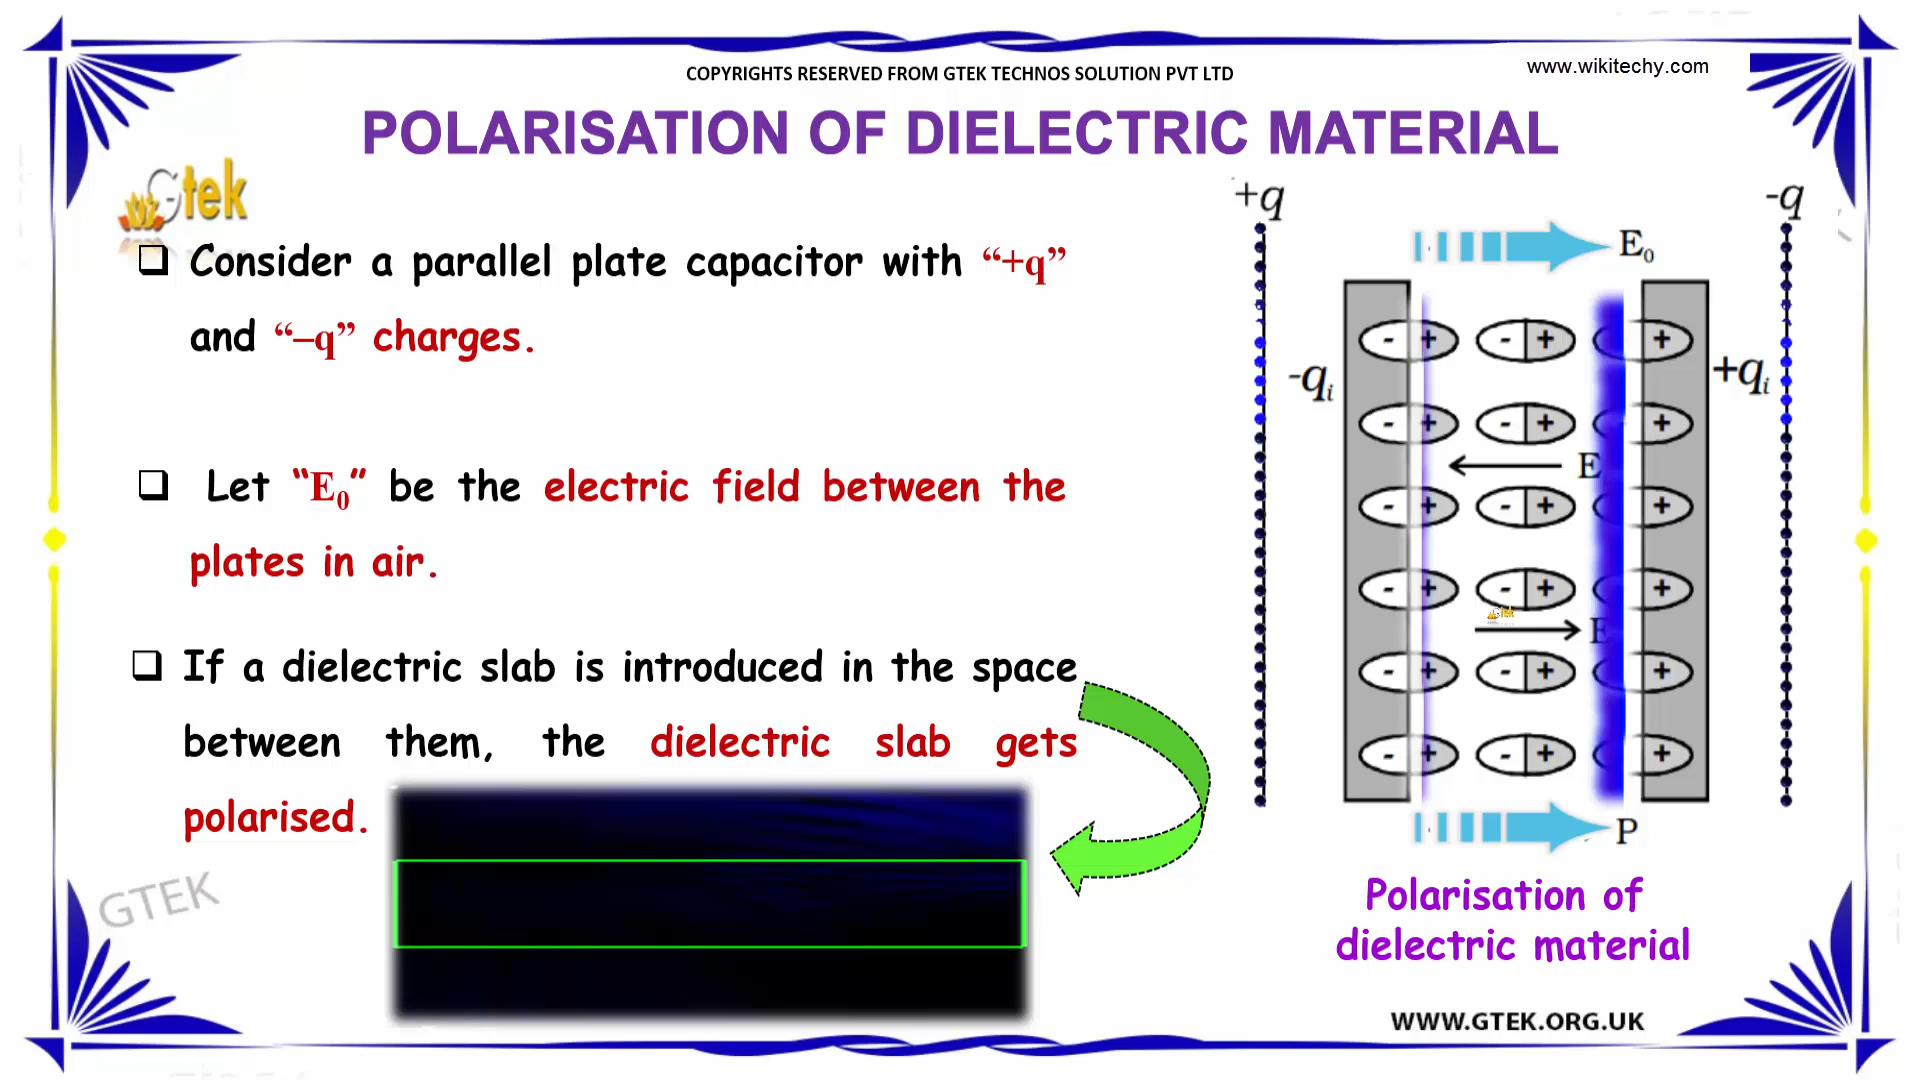 COPYRIGHTS RESERVED FROM GTEK TECHNOS SOLUTION PVT LTD
www.wikitechy.com
POLARISATION OF DIELECTRIC MATERIAL
Gtek
❑ Consider a parallel plate capacitor with “+q”
and “–q” charges.
❑ Let “E₀” be the electric field between the
plates in air.
❑ If a dielectric slab is introduced in the space
between them, the dielectric slab gets
polarised.
GTEK
+q
-q
E₀
- + - + +
-qᵢ
+qᵢ
- + - + +
E
- + - + +
- + - + +
tek
E
- + - + +
- + - + +
P
Polarisation of
dielectric material
WWW.GTEK.ORG.UK